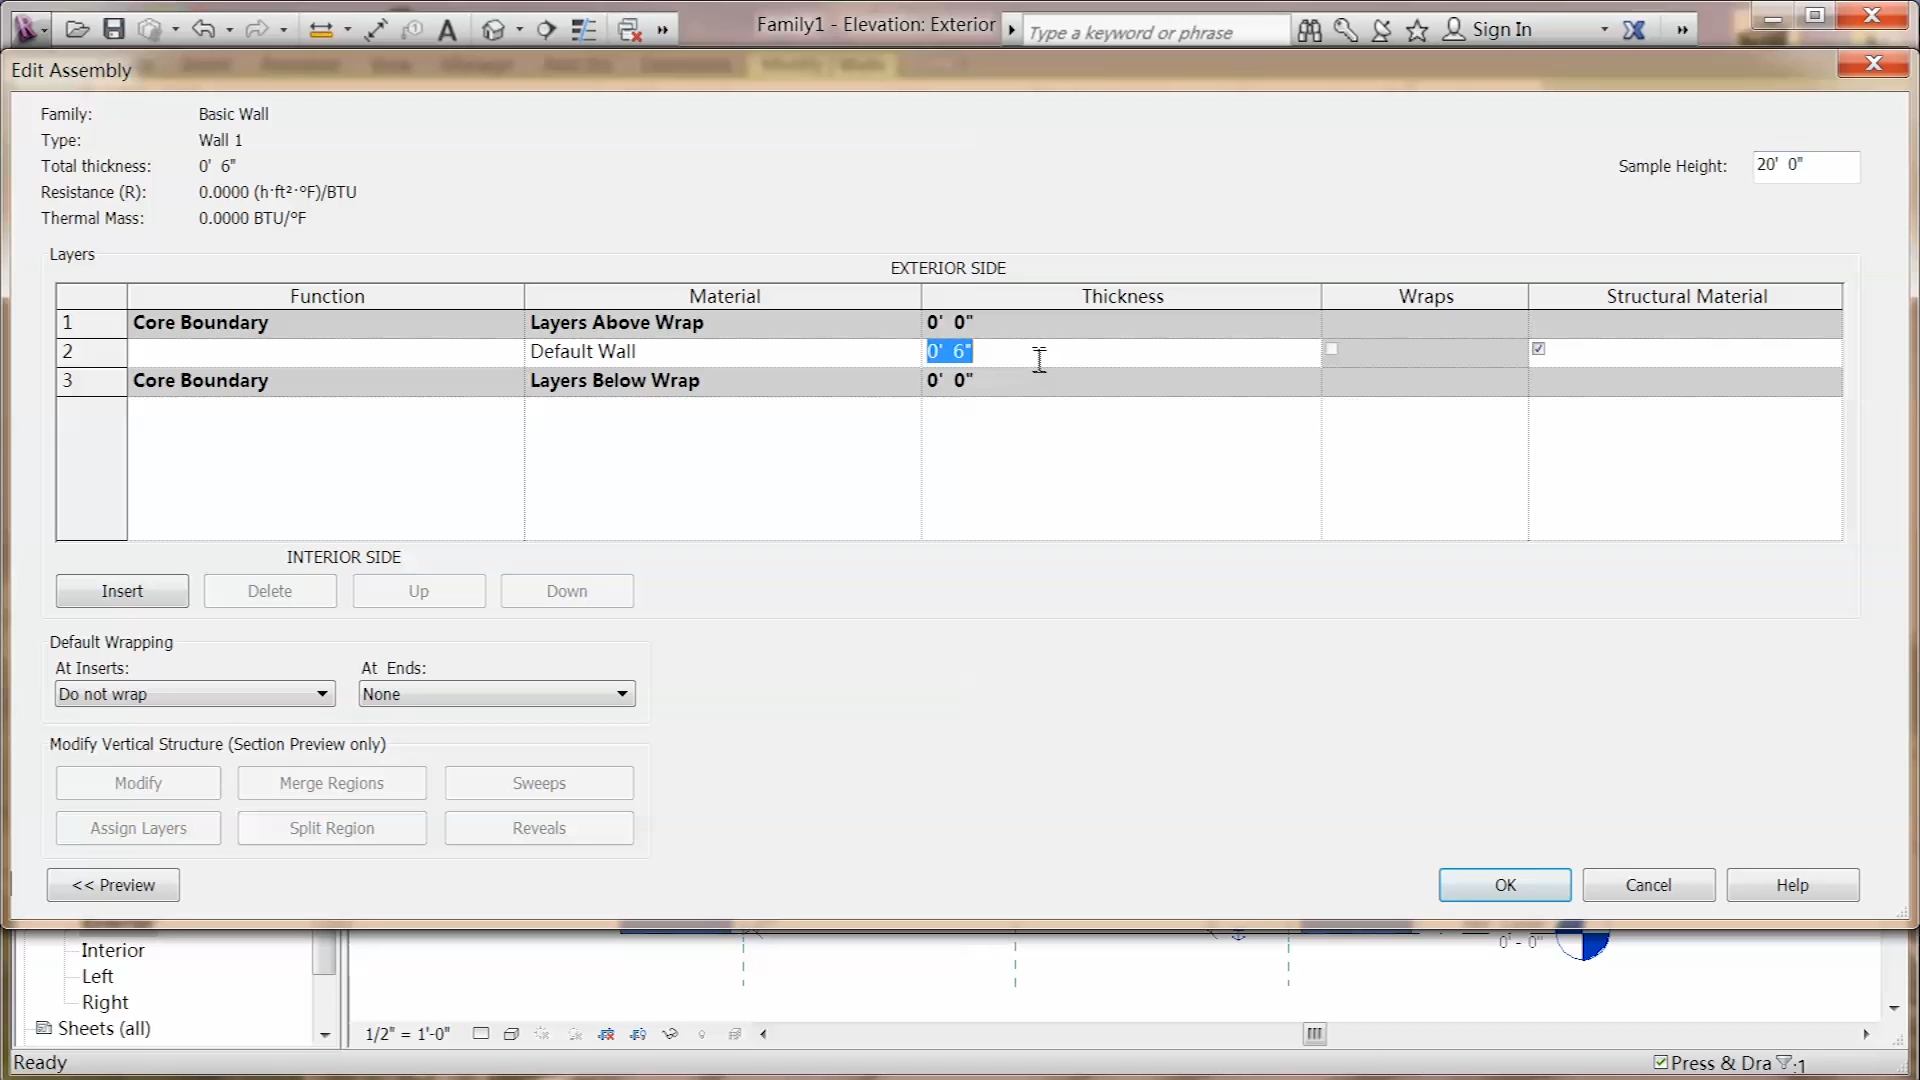 Family1 - Elevation: Exterior
Type a keyword or phrase
Sign In
Edit Assembly
Family: Basic Wall
Type: Wall 1
Total thickness: 0' 6"
Resistance (R): 0.0000 (h·ft²·°F)/BTU
Thermal Mass: 0.0000 BTU/°F
Sample Height: 20' 0"
Layers
EXTERIOR SIDE
Function Material Thickness Wraps Structural Material
1 Core Boundary Layers Above Wrap 0' 0"
2 Default Wall 0' 6"
3 Core Boundary Layers Below Wrap 0' 0"
INTERIOR SIDE
Insert Delete Up Down
Default Wrapping
At Inserts: At Ends:
Do not wrap None
Modify Vertical Structure (Section Preview only)
Modify Merge Regions Sweeps
Assign Layers Split Region Reveals
<< Preview OK Cancel Help
Interior
Left
Right
Sheets (all)
0' - 0"
1/2" = 1'-0"
Ready
Press & Dra :1